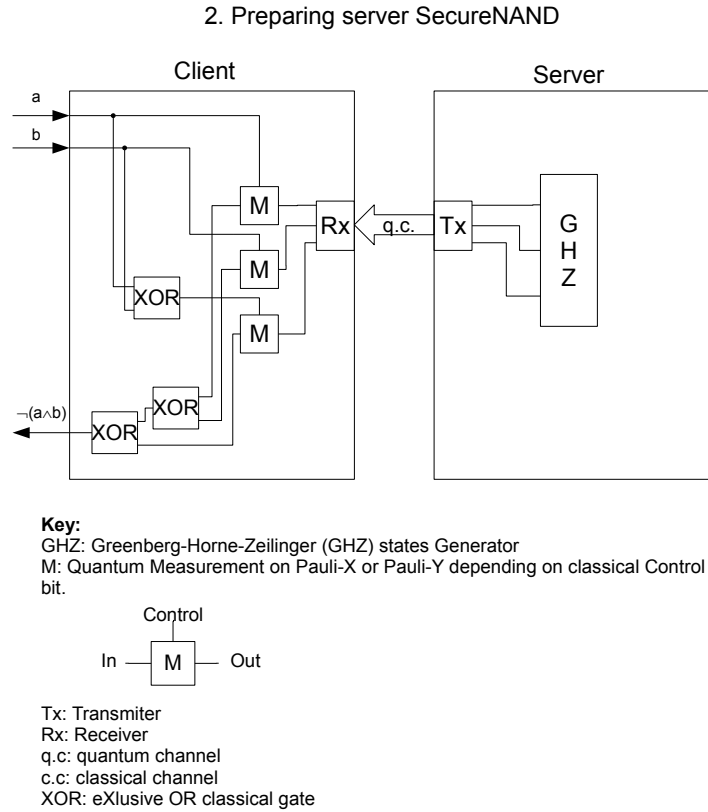 2. Preparing server SecureNAND
Client
Server
a
b
M
Rx
q.c.
Tx
G
H
Z
M
XOR
M
XOR
¬(a∧b)
XOR
Key:
GHZ: Greenberg-Horne-Zeilinger (GHZ) states Generator
M: Quantum Measurement on Pauli-X or Pauli-Y depending on classical Control
bit.
Control
In
M
Out
Tx: Transmiter
Rx: Receiver
q.c: quantum channel
c.c: classical channel
XOR: eXlusive OR classical gate